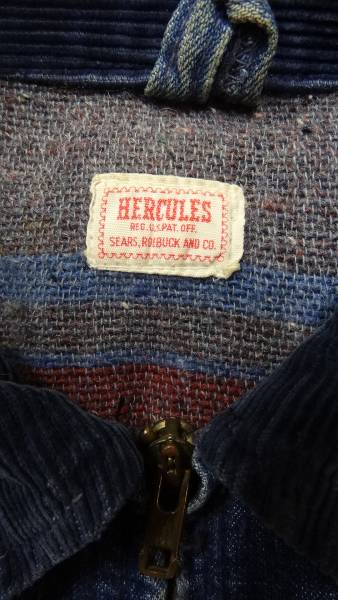 HERCULES
REG. U.S. PAT. OFF.
SEARS, ROEBUCK AND CO.